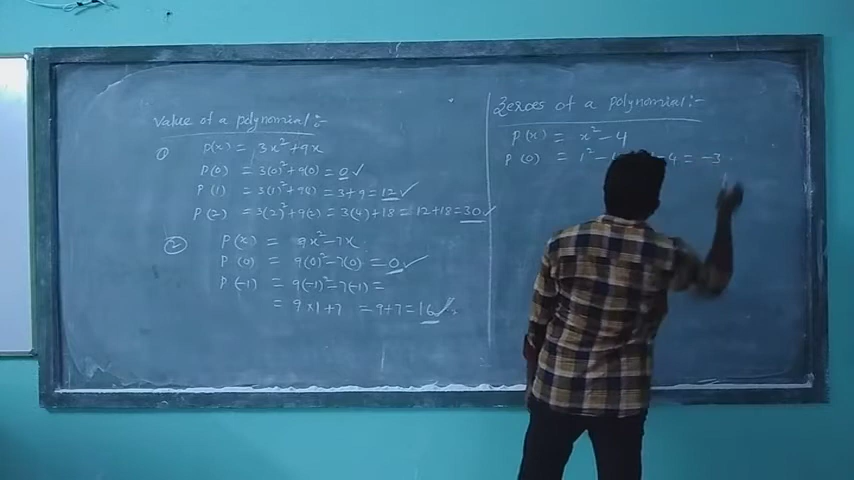 Value of a polynomial :-
① P(x) = 3x²+9x
P(0) = 3(0)²+9(0) = 0 ✓
P(1) = 3(1)²+9(1) = 3+9 = 12 ✓
P(2) = 3(2)²+9(2) = 3(4)+18 = 12+18 = 30 ✓
② P(x) = 9x²-7x
P(0) = 9(0)²-7(0) = 0 ✓
P(-1) = 9(-1)²-7(-1) =
= 9×1+7 = 9+7 = 16 ✓
Zeroes of a polynomial :-
P(x) = x²-4
P(0) = 1²- 4 = -3